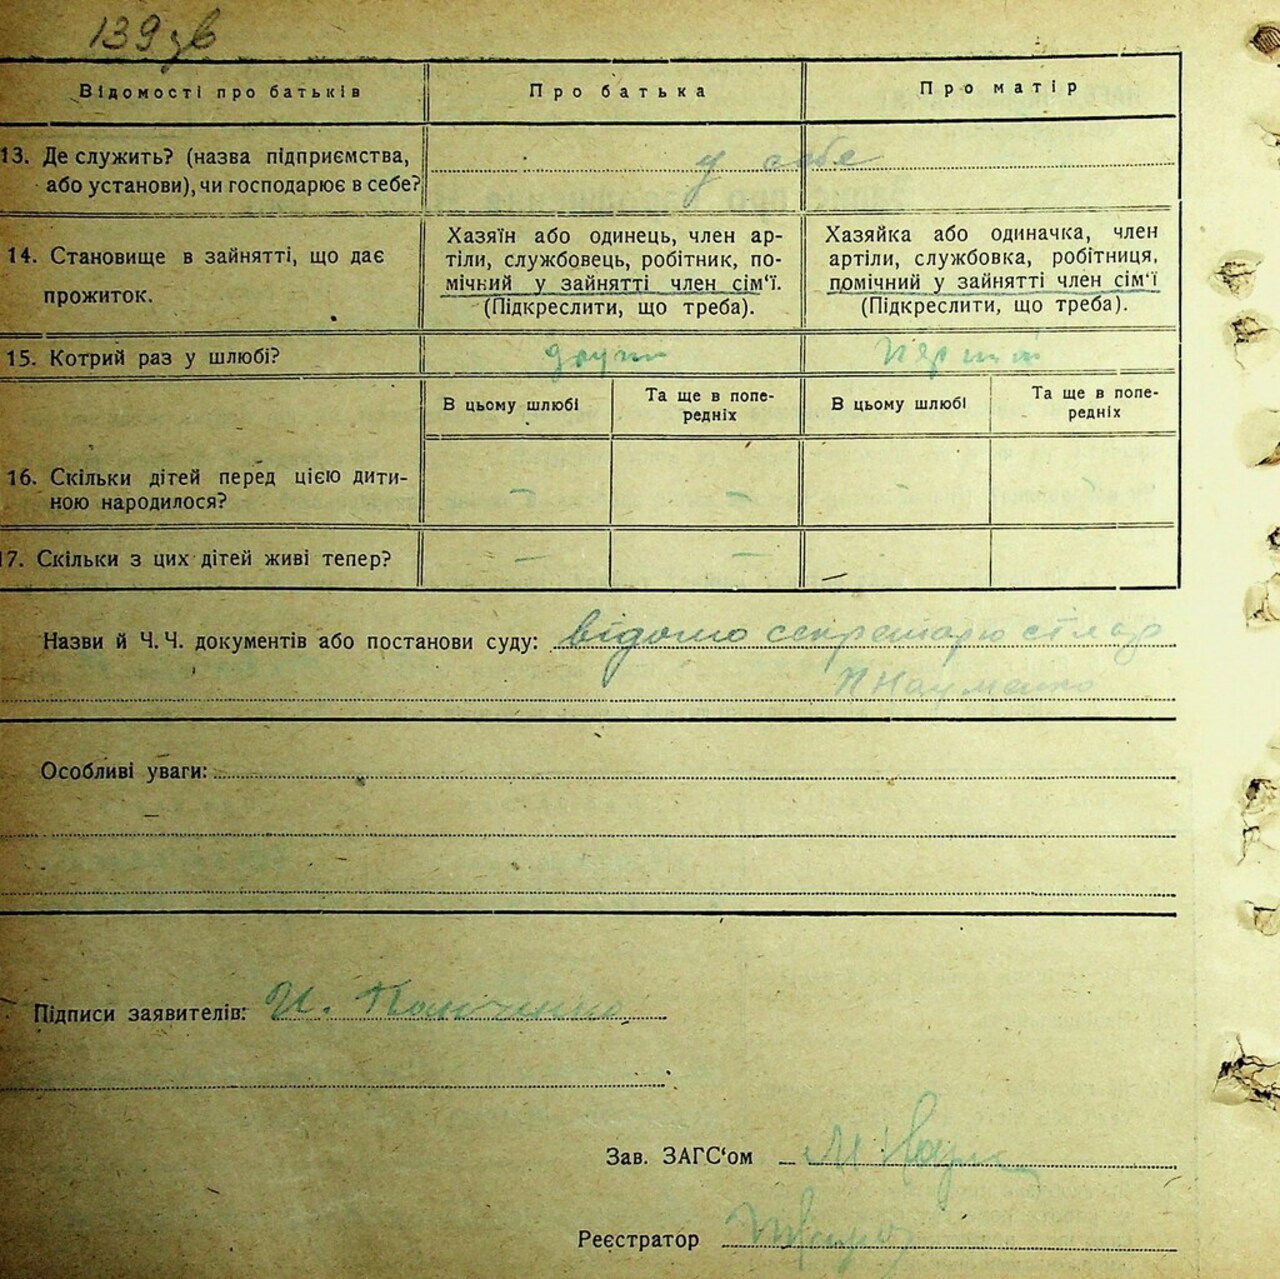 139 зв
Відомості про батьків
Про батька
Про матір
13. Де служить? (назва підприємства,
або установи), чи господарює в себе?
у себе
14. Становище в зайнятті, що дає
прожиток.
Хазяїн або одинець, член ар-
тіли, службовець, робітник, по-
мічний у зайнятті член сім‘ї.
(Підкреслити, що треба).
Хазяйка або одиначка, член
артіли, службовка, робітниця,
помічний у зайнятті член сім‘ї
(Підкреслити, що треба).
15. Котрий раз у шлюбі?
В цьому шлюбі
Та ще в попе-
редніх
В цьому шлюбі
Та ще в попе-
редніх
16. Скільки дітей перед цією дити-
ною народилося?
– – – –
17. Скільки з цих дітей живі тепер?
– – –
Назви й Ч. Ч. документів або постанови суду: відомо секретарю
Науменко
Особливі уваги:
Підписи заявителів:
Зав. ЗАГС‘ом
Реєстратор